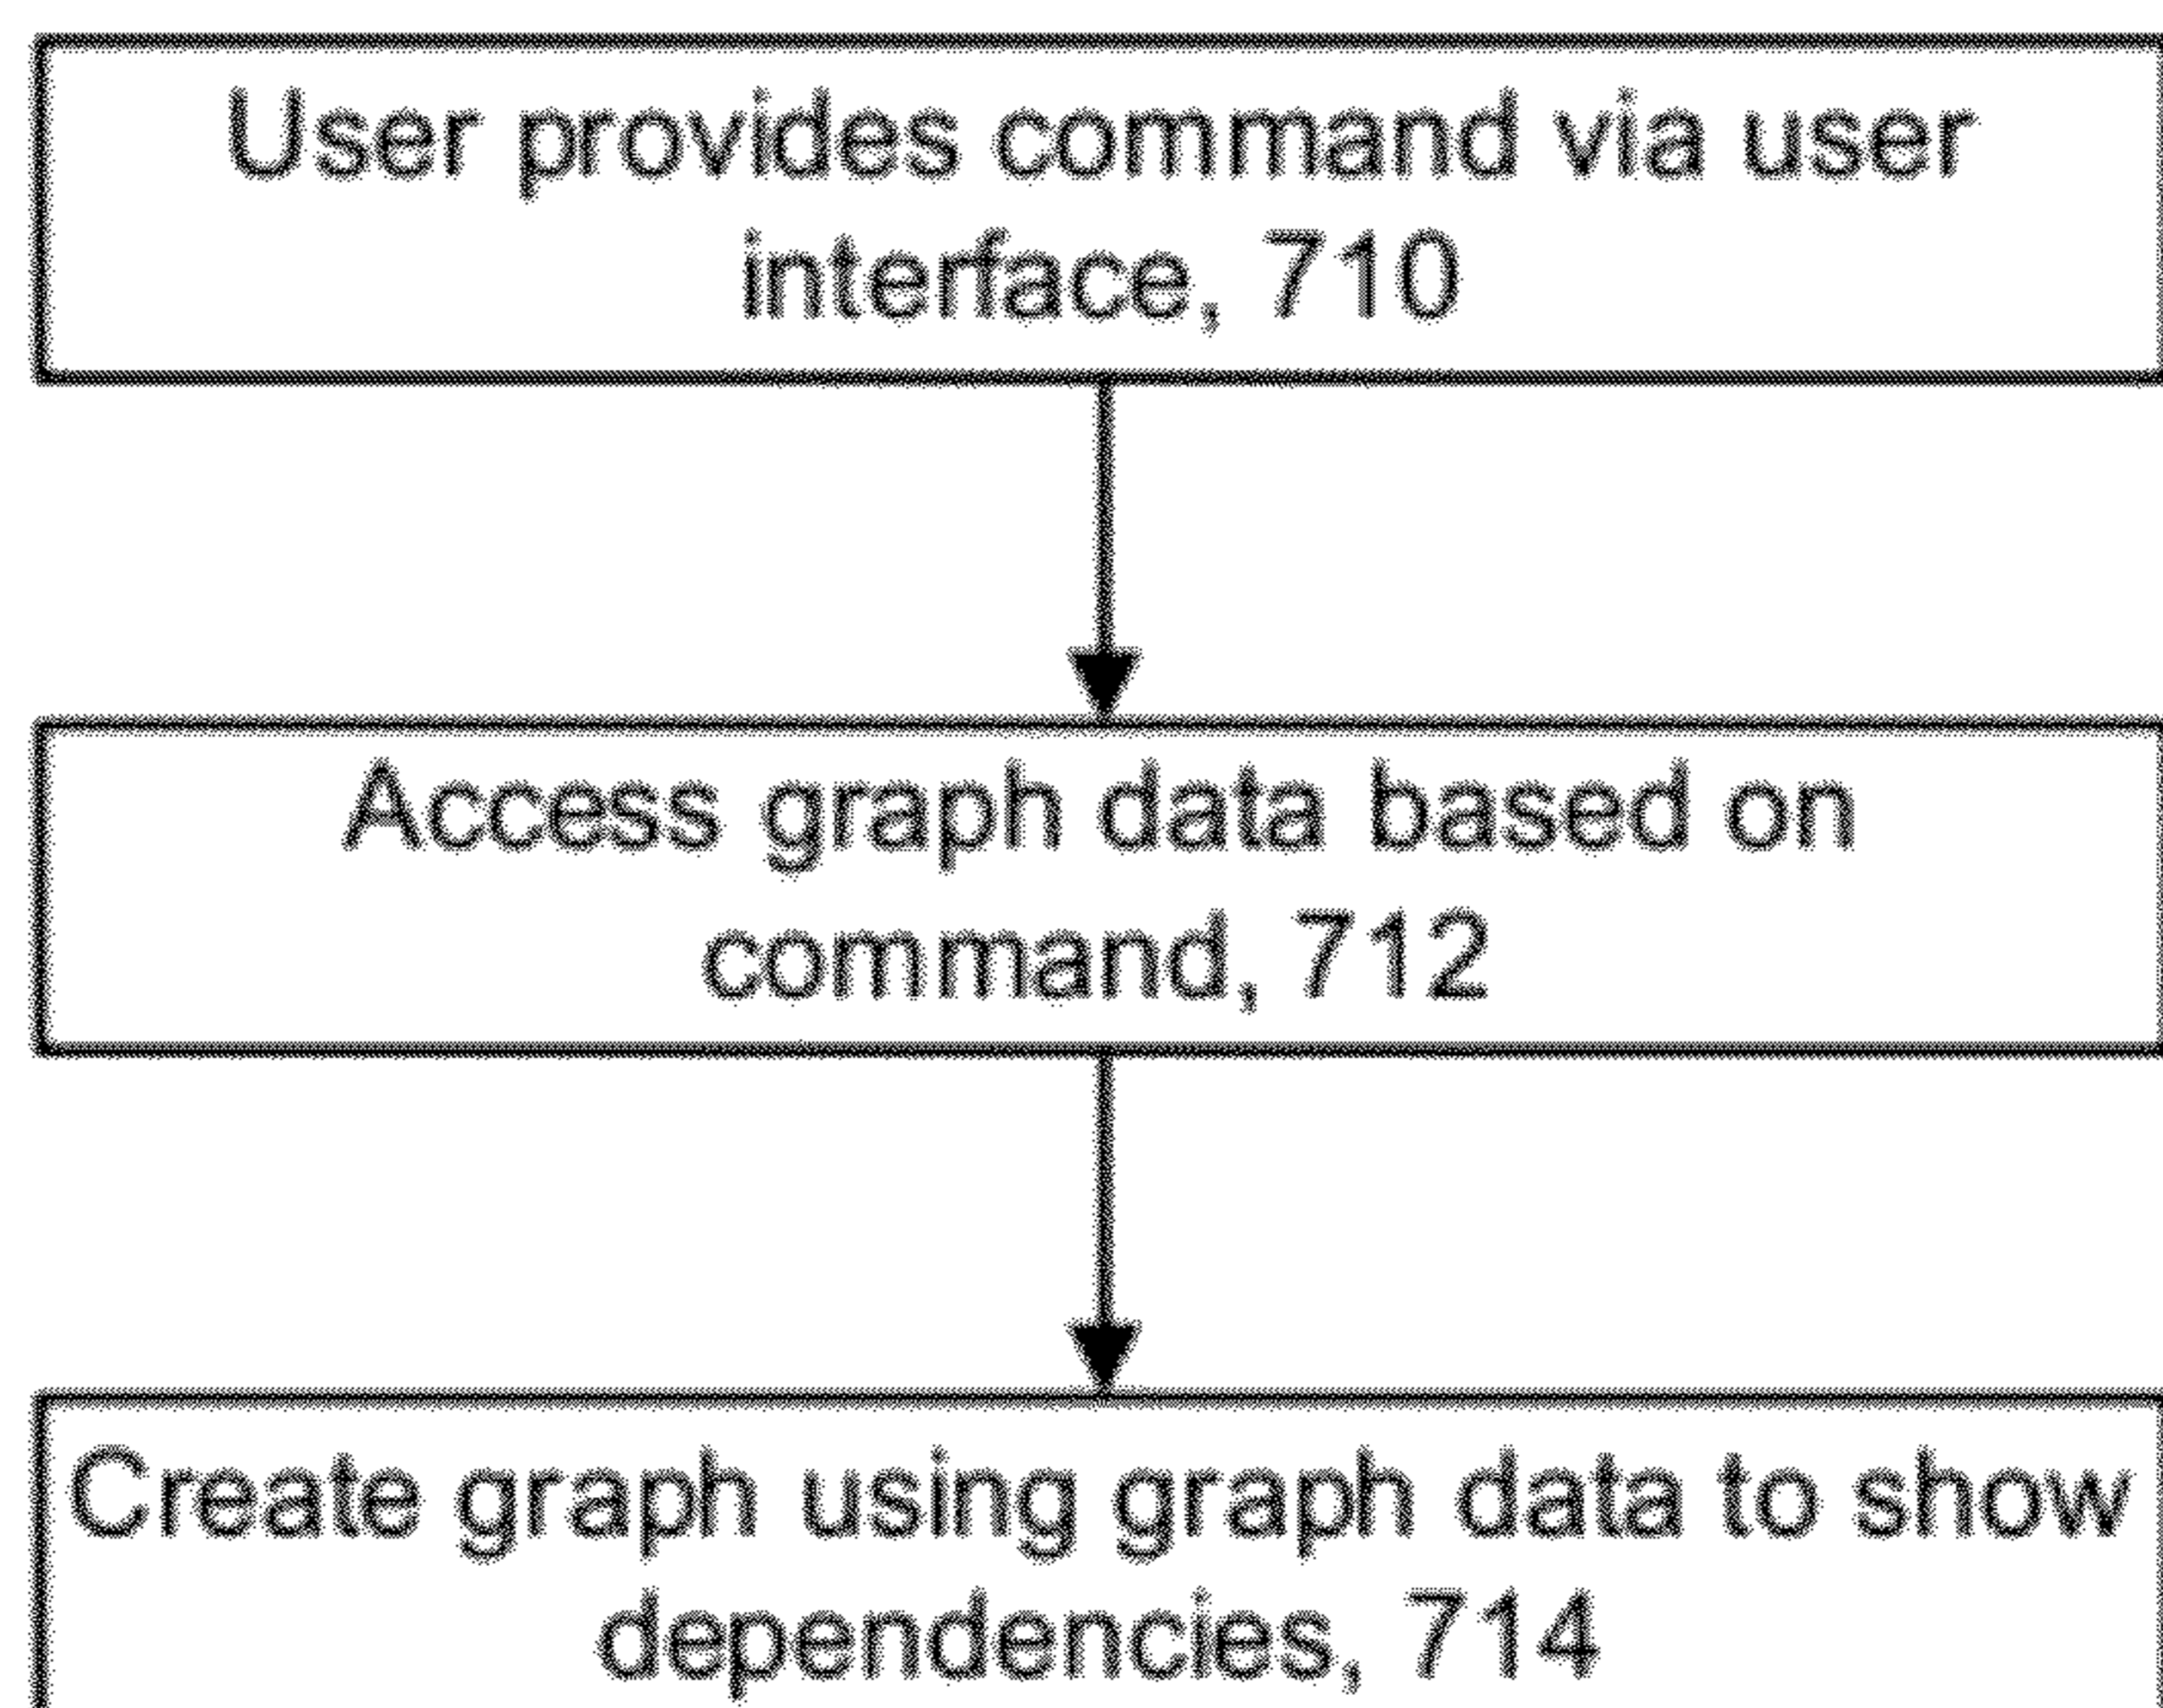 User provides command via user
interface, 710
Access graph data based on
command, 712
Create graph using graph data to show
dependencies, 714